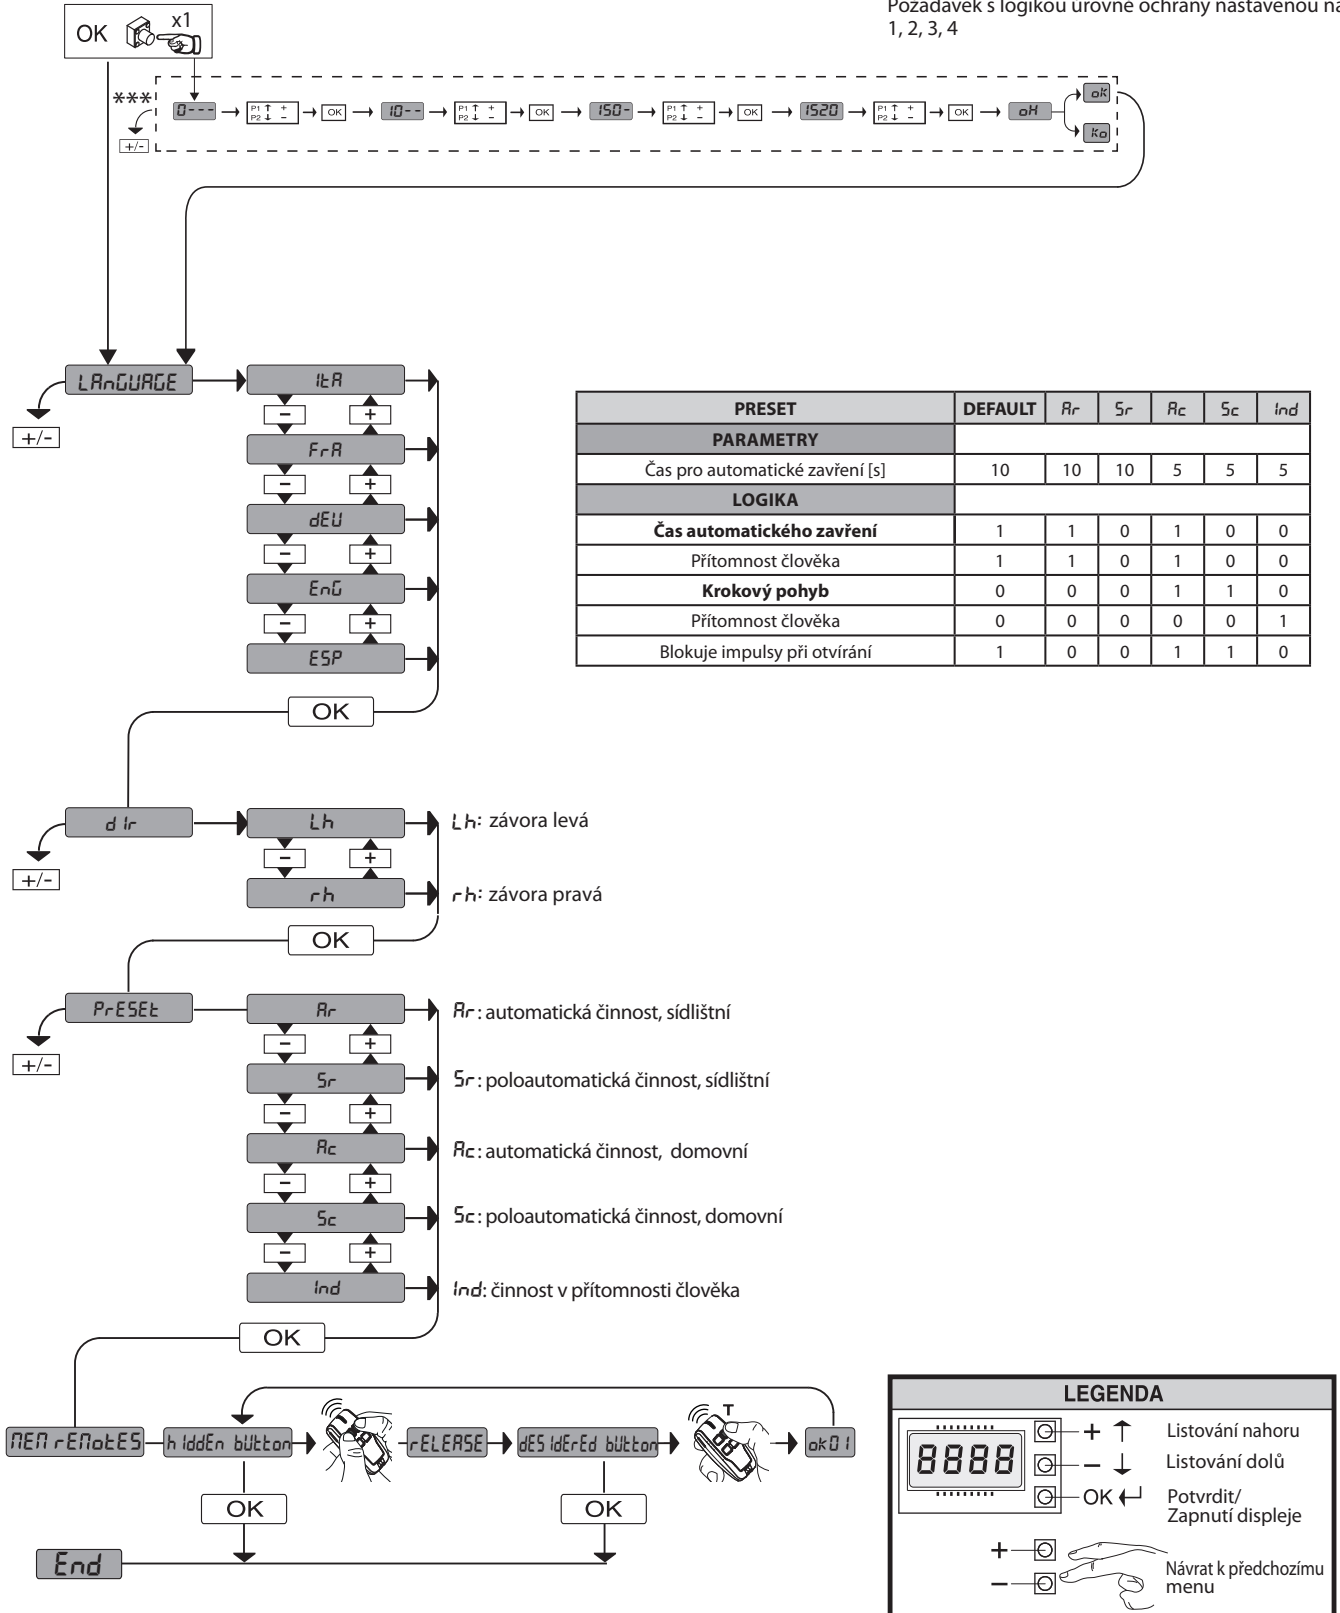 Požadavek s logikou úrovně ochrany nastavenou na
1, 2, 3, 4
OK x1
***
0--- P1 ↑ + P2 ↓ - OK 10-- P1 ↑ + P2 ↓ - OK 150- P1 ↑ + P2 ↓ - OK 1520 P1 ↑ + P2 ↓ - OK oH ok
ko
+/-
LAnGUAGE ItA
+/-
- +
FrA
- +
dEU
- +
EnG
- +
ESP
OK
PRESET DEFAULT Ar Sr Ac Sc Ind
PARAMETRY
Čas pro automatické zavření [s] 10 10 10 5 5 5
LOGIKA
Čas automatického zavření 1 1 0 1 0 0
Přítomnost člověka 1 1 0 1 0 0
Krokový pohyb 0 0 0 1 1 0
Přítomnost člověka 0 0 0 0 0 1
Blokuje impulsy při otvírání 1 0 0 1 1 0
dIr Lh Lh: závora levá
+/-
- +
rh rh: závora pravá
OK
PrESEt Ar Ar: automatická činnost, sídlištní
+/-
- +
Sr Sr: poloautomatická činnost, sídlištní
- +
Ac Ac: automatická činnost, domovní
- +
Sc Sc: poloautomatická činnost, domovní
- +
Ind Ind: činnost v přítomnosti člověka
OK
MEM rEMotES hIddEn bUtton rELEASE dESIdErEd bUtton T ok01
OK OK
End
LEGENDA
8888
+ ↑ Listování nahoru
- ↓ Listování dolů
OK ↵ Potvrdit/
Zapnutí displeje
+
- Návrat k předchozímu
menu